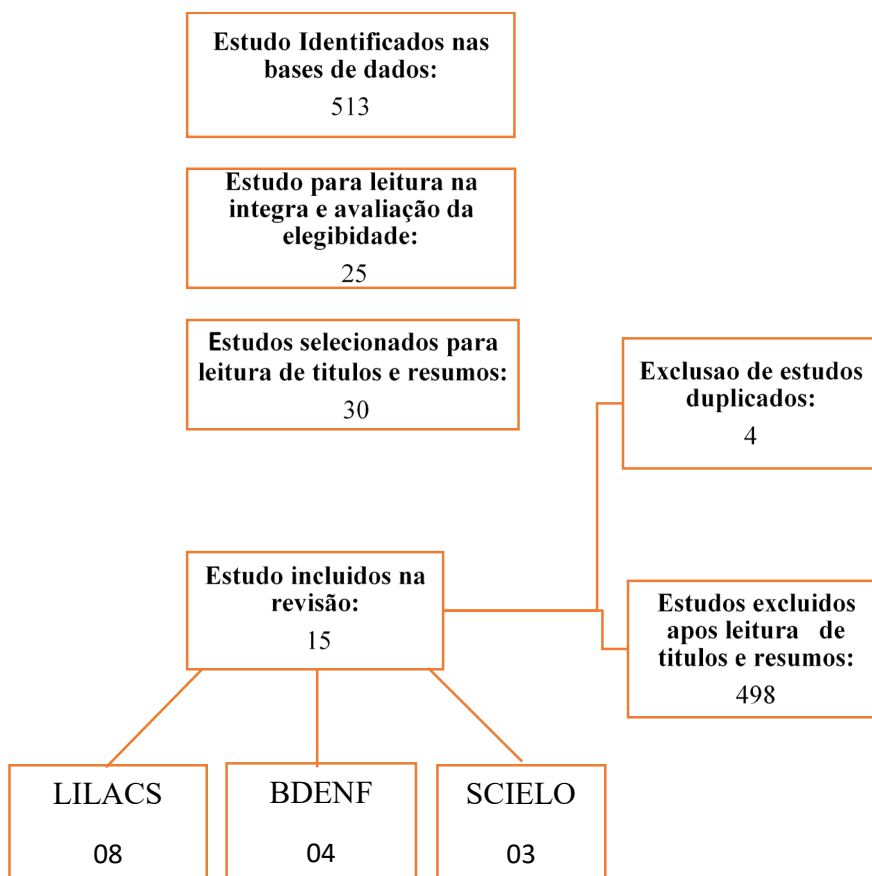 Estudo Identificados nas
bases de dados:
513
Estudo para leitura na
integra e avaliação da
elegibidade:
25
Estudos selecionados para
leitura de titulos e resumos:
30
Exclusao de estudos
duplicados:
4
Estudo incluidos na
revisão:
15
Estudos excluidos
apos leitura de
titulos e resumos:
498
LILACS
08
BDENF
04
SCIELO
03